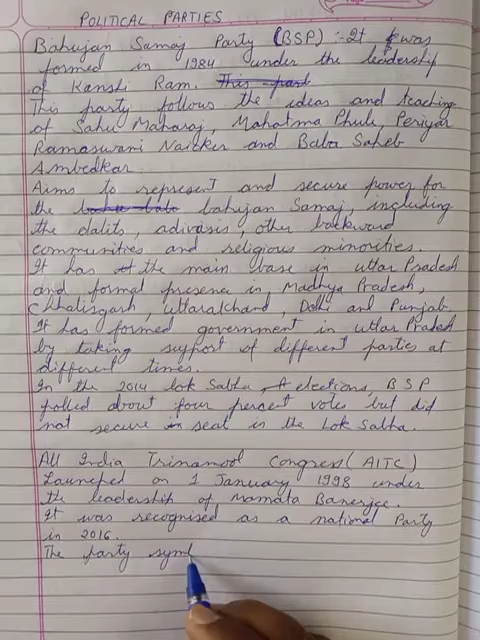 POLITICAL PARTIES
Bahujan Samaj Party (BSP) :- It was
formed in 1984 under the leadership
of Kanshi Ram. This part
This party follows the ideas and teaching
of Sahu Maharaj, Mahatma Phule, Periyar
Ramaswani Naicker and Baba Saheb
Ambedkar.
Aims to represent and secure power for
the bahujan Samaj, including
the dalits, adivasis, other backward
communities and religious minorities.
It has the main base in uttar Pradesh
and formal presence in Madhya Pradesh,
Chhatisgarh, Uttarakhand, Delhi and Punjab.
It has formed government in Uttar Pradesh
by taking support of different parties at
different times.
In the 2014 lok Sabha elections, BSP
polled about four percent votes but did
not secure seat in the Lok Sabha.
All India Trinamool Congress (AITC)
Launched on 1 January 1998 under
the leadership of Mamata Banerjee.
It was recognised as a national Party
in 2016.
The party symb